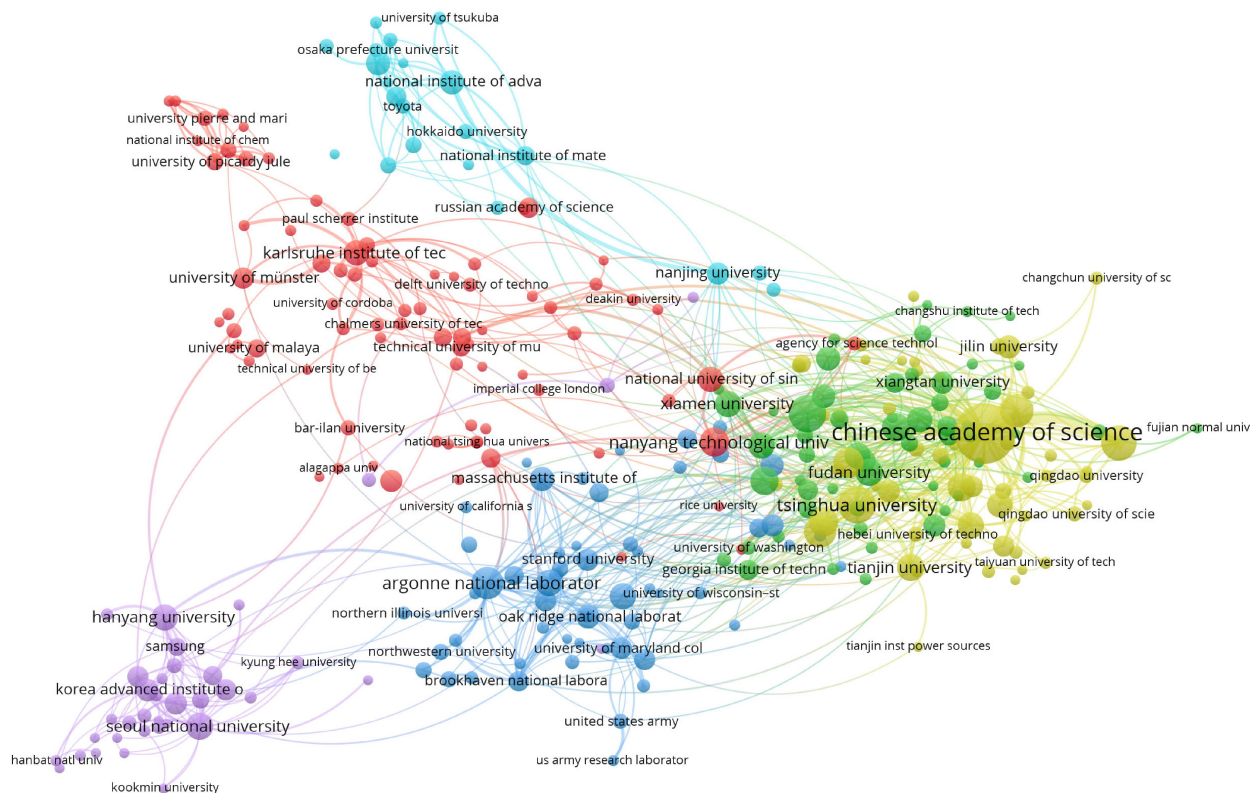 university of tsukuba
osaka prefecture universit
national institute of adva
toyota
university pierre and mari
hokkaido university
national institute of chem
national institute of mate
university of picardy jule
russian academy of science
paul scherrer institute
karlsruhe institute of tec
nanjing university
university of münster
changchun university of sc
delft university of techno
deakin university
university of cordoba
changshu institute of tech
chalmers university of tec
agency for science technol
university of malaya
technical university of mu
jilin university
technical university of be
national university of sin
xiangtan university
imperial college london
xiamen university
bar-ilan university
chinese academy of science
fujian normal univ
national tsing hua univers
nanyang technological univ
alagappa univ
fudan university
qingdao university
massachusetts institute of
university of california s
rice university
tsinghua university
qingdao university of scie
hebei university of techno
university of washington
stanford university
georgia institute of techn
tianjin university
taiyuan university of tech
argonne national laborator
university of wisconsin–st
northern illinois universi
oak ridge national laborat
hanyang university
samsung
northwestern university
university of maryland col
tianjin inst power sources
kyung hee university
korea advanced institute o
brookhaven national labora
seoul national university
united states army
hanbat natl univ
us army research laborator
kookmin university